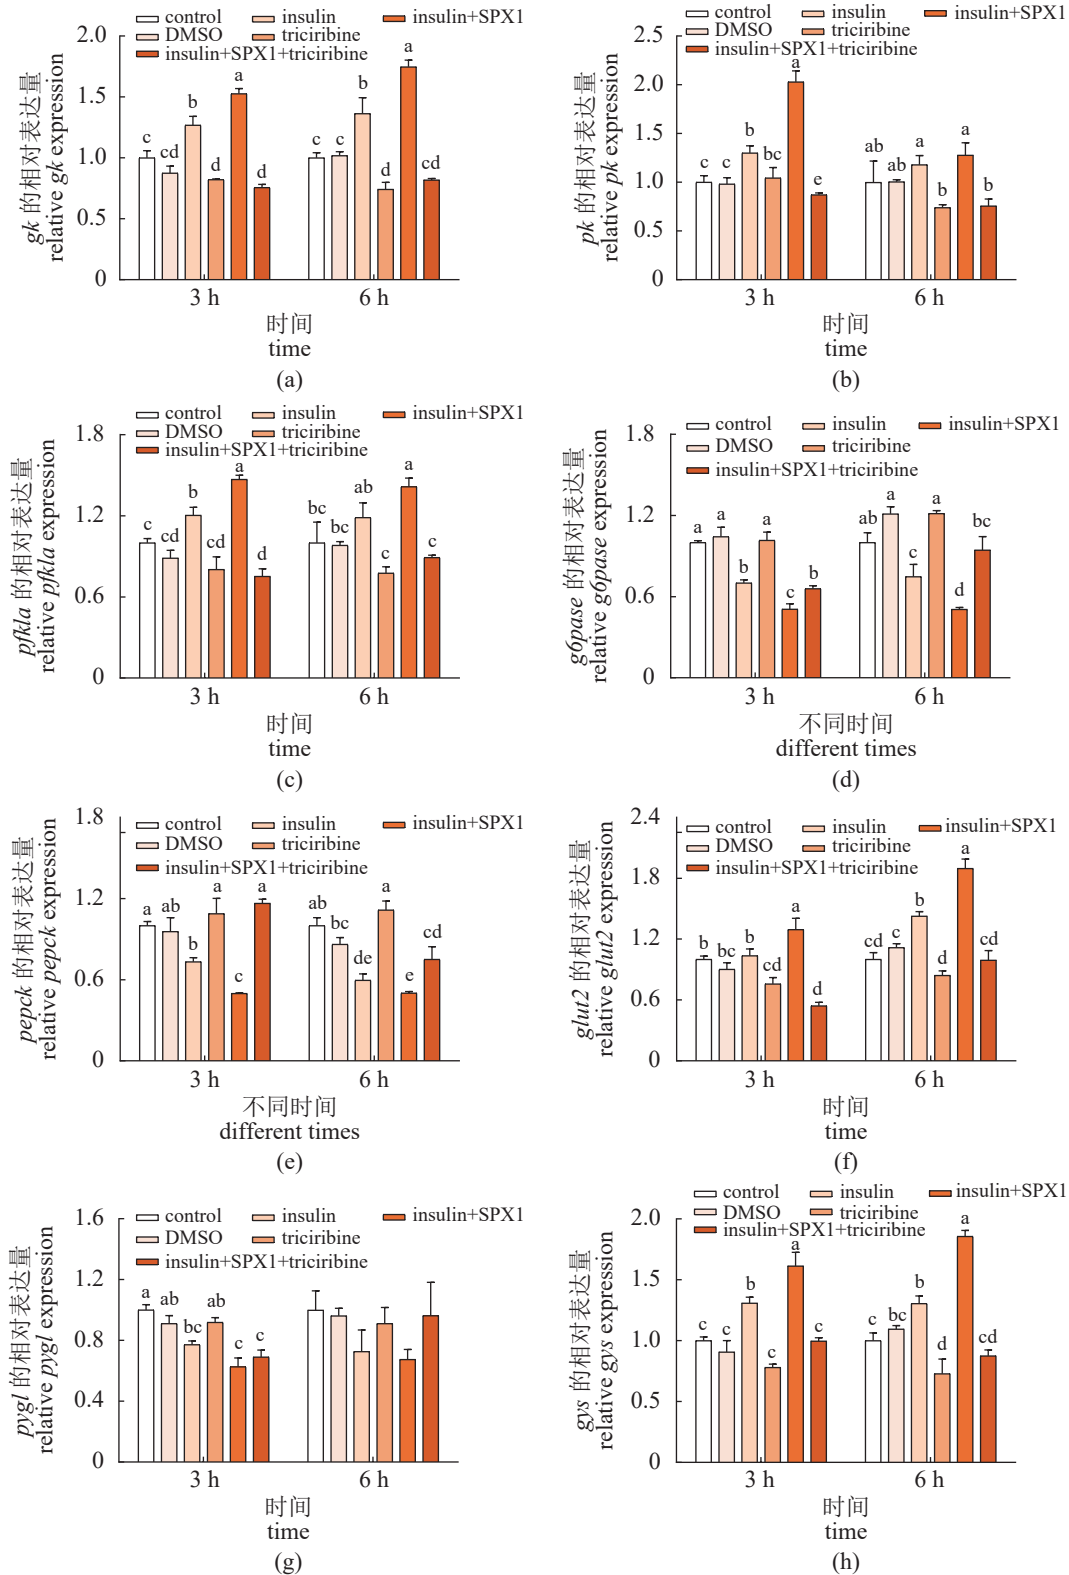 control
insulin
insulin+SPX1
DMSO
triciribine
insulin+SPX1+triciribine
gk 的相对表达量
relative gk expression
2.0
1.5
1.0
0.5
0
c
cd
b
d
a
d
c
c
b
d
a
cd
3 h
6 h
时间
time
(a)
control
insulin
insulin+SPX1
DMSO
triciribine
insulin+SPX1+triciribine
pk 的相对表达量
relative pk expression
2.5
2.0
1.5
1.0
0.5
0
c
c
b
bc
a
e
ab
ab
a
b
a
b
3 h
6 h
时间
time
(b)
control
insulin
insulin+SPX1
DMSO
triciribine
insulin+SPX1+triciribine
pfkla 的相对表达量
relative pfkla expression
1.8
1.2
0.6
0
c
cd
b
cd
a
d
bc
bc
ab
c
a
c
3 h
6 h
时间
time
(c)
control
insulin
insulin+SPX1
DMSO
triciribine
insulin+SPX1+triciribine
g6pase 的相对表达量
relative g6pase expression
1.8
1.2
0.6
0
a
a
b
a
c
b
ab
a
c
a
d
bc
3 h
6 h
不同时间
different times
(d)
control
insulin
insulin+SPX1
DMSO
triciribine
insulin+SPX1+triciribine
pepck 的相对表达量
relative pepck expression
1.8
1.2
0.6
0
a
ab
b
a
c
a
ab
bc
de
a
e
cd
3 h
6 h
不同时间
different times
(e)
control
insulin
insulin+SPX1
DMSO
triciribine
insulin+SPX1+triciribine
glut2 的相对表达量
relative glut2 expression
2.4
1.8
1.2
0.6
0
b
bc
b
cd
a
d
cd
c
b
d
a
cd
3 h
6 h
时间
time
(f)
control
insulin
insulin+SPX1
DMSO
triciribine
insulin+SPX1+triciribine
pygl 的相对表达量
relative pygl expression
1.6
1.2
0.8
0.4
0
a
ab
bc
ab
c
c
3 h
6 h
时间
time
(g)
control
insulin
insulin+SPX1
DMSO
triciribine
insulin+SPX1+triciribine
gys 的相对表达量
relative gys expression
2.0
1.5
1.0
0.5
0
c
c
b
c
a
c
c
bc
b
d
a
cd
3 h
6 h
时间
time
(h)